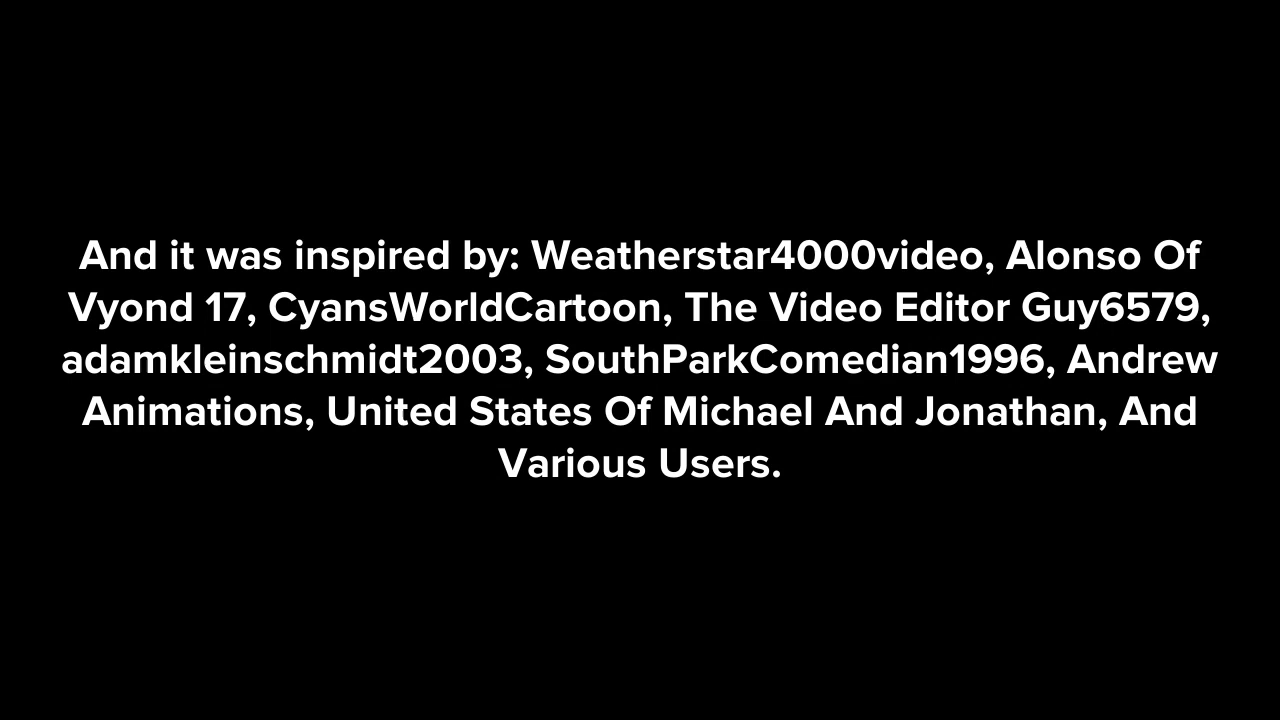 And it was inspired by: Weatherstar4000video, Alonso Of
Vyond 17, CyansWorldCartoon, The Video Editor Guy6579,
adamkleinschmidt2003, SouthParkComedian1996, Andrew
Animations, United States Of Michael And Jonathan, And
Various Users.